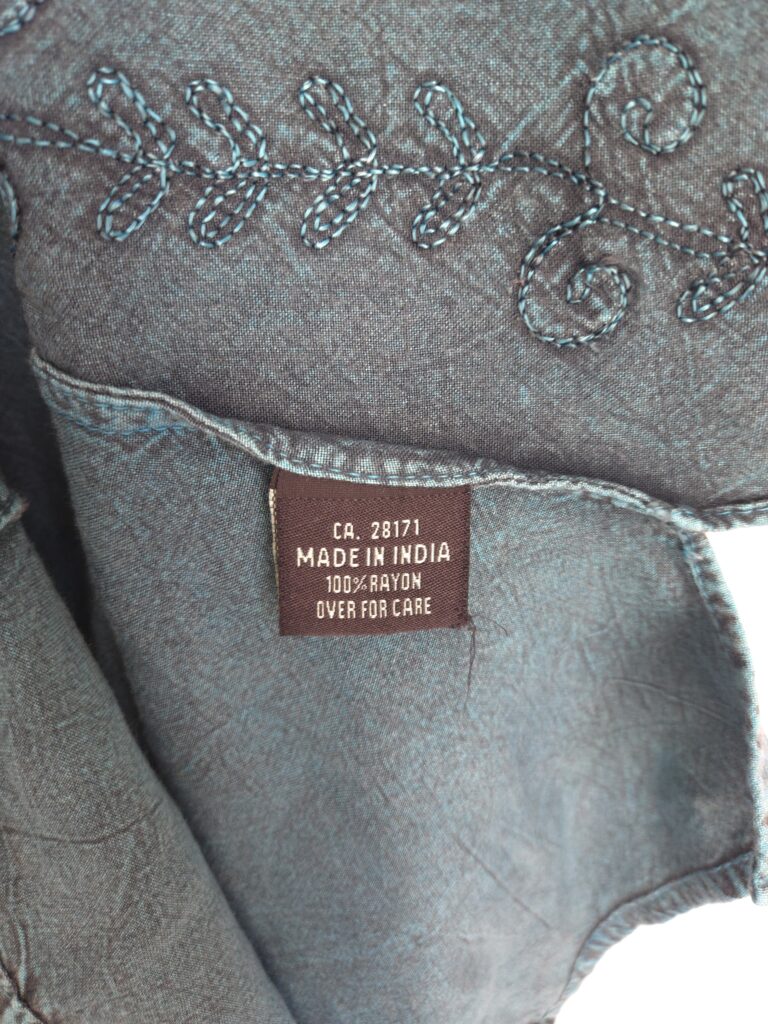 CA. 28171
MADE IN INDIA
100% RAYON
OVER FOR CARE